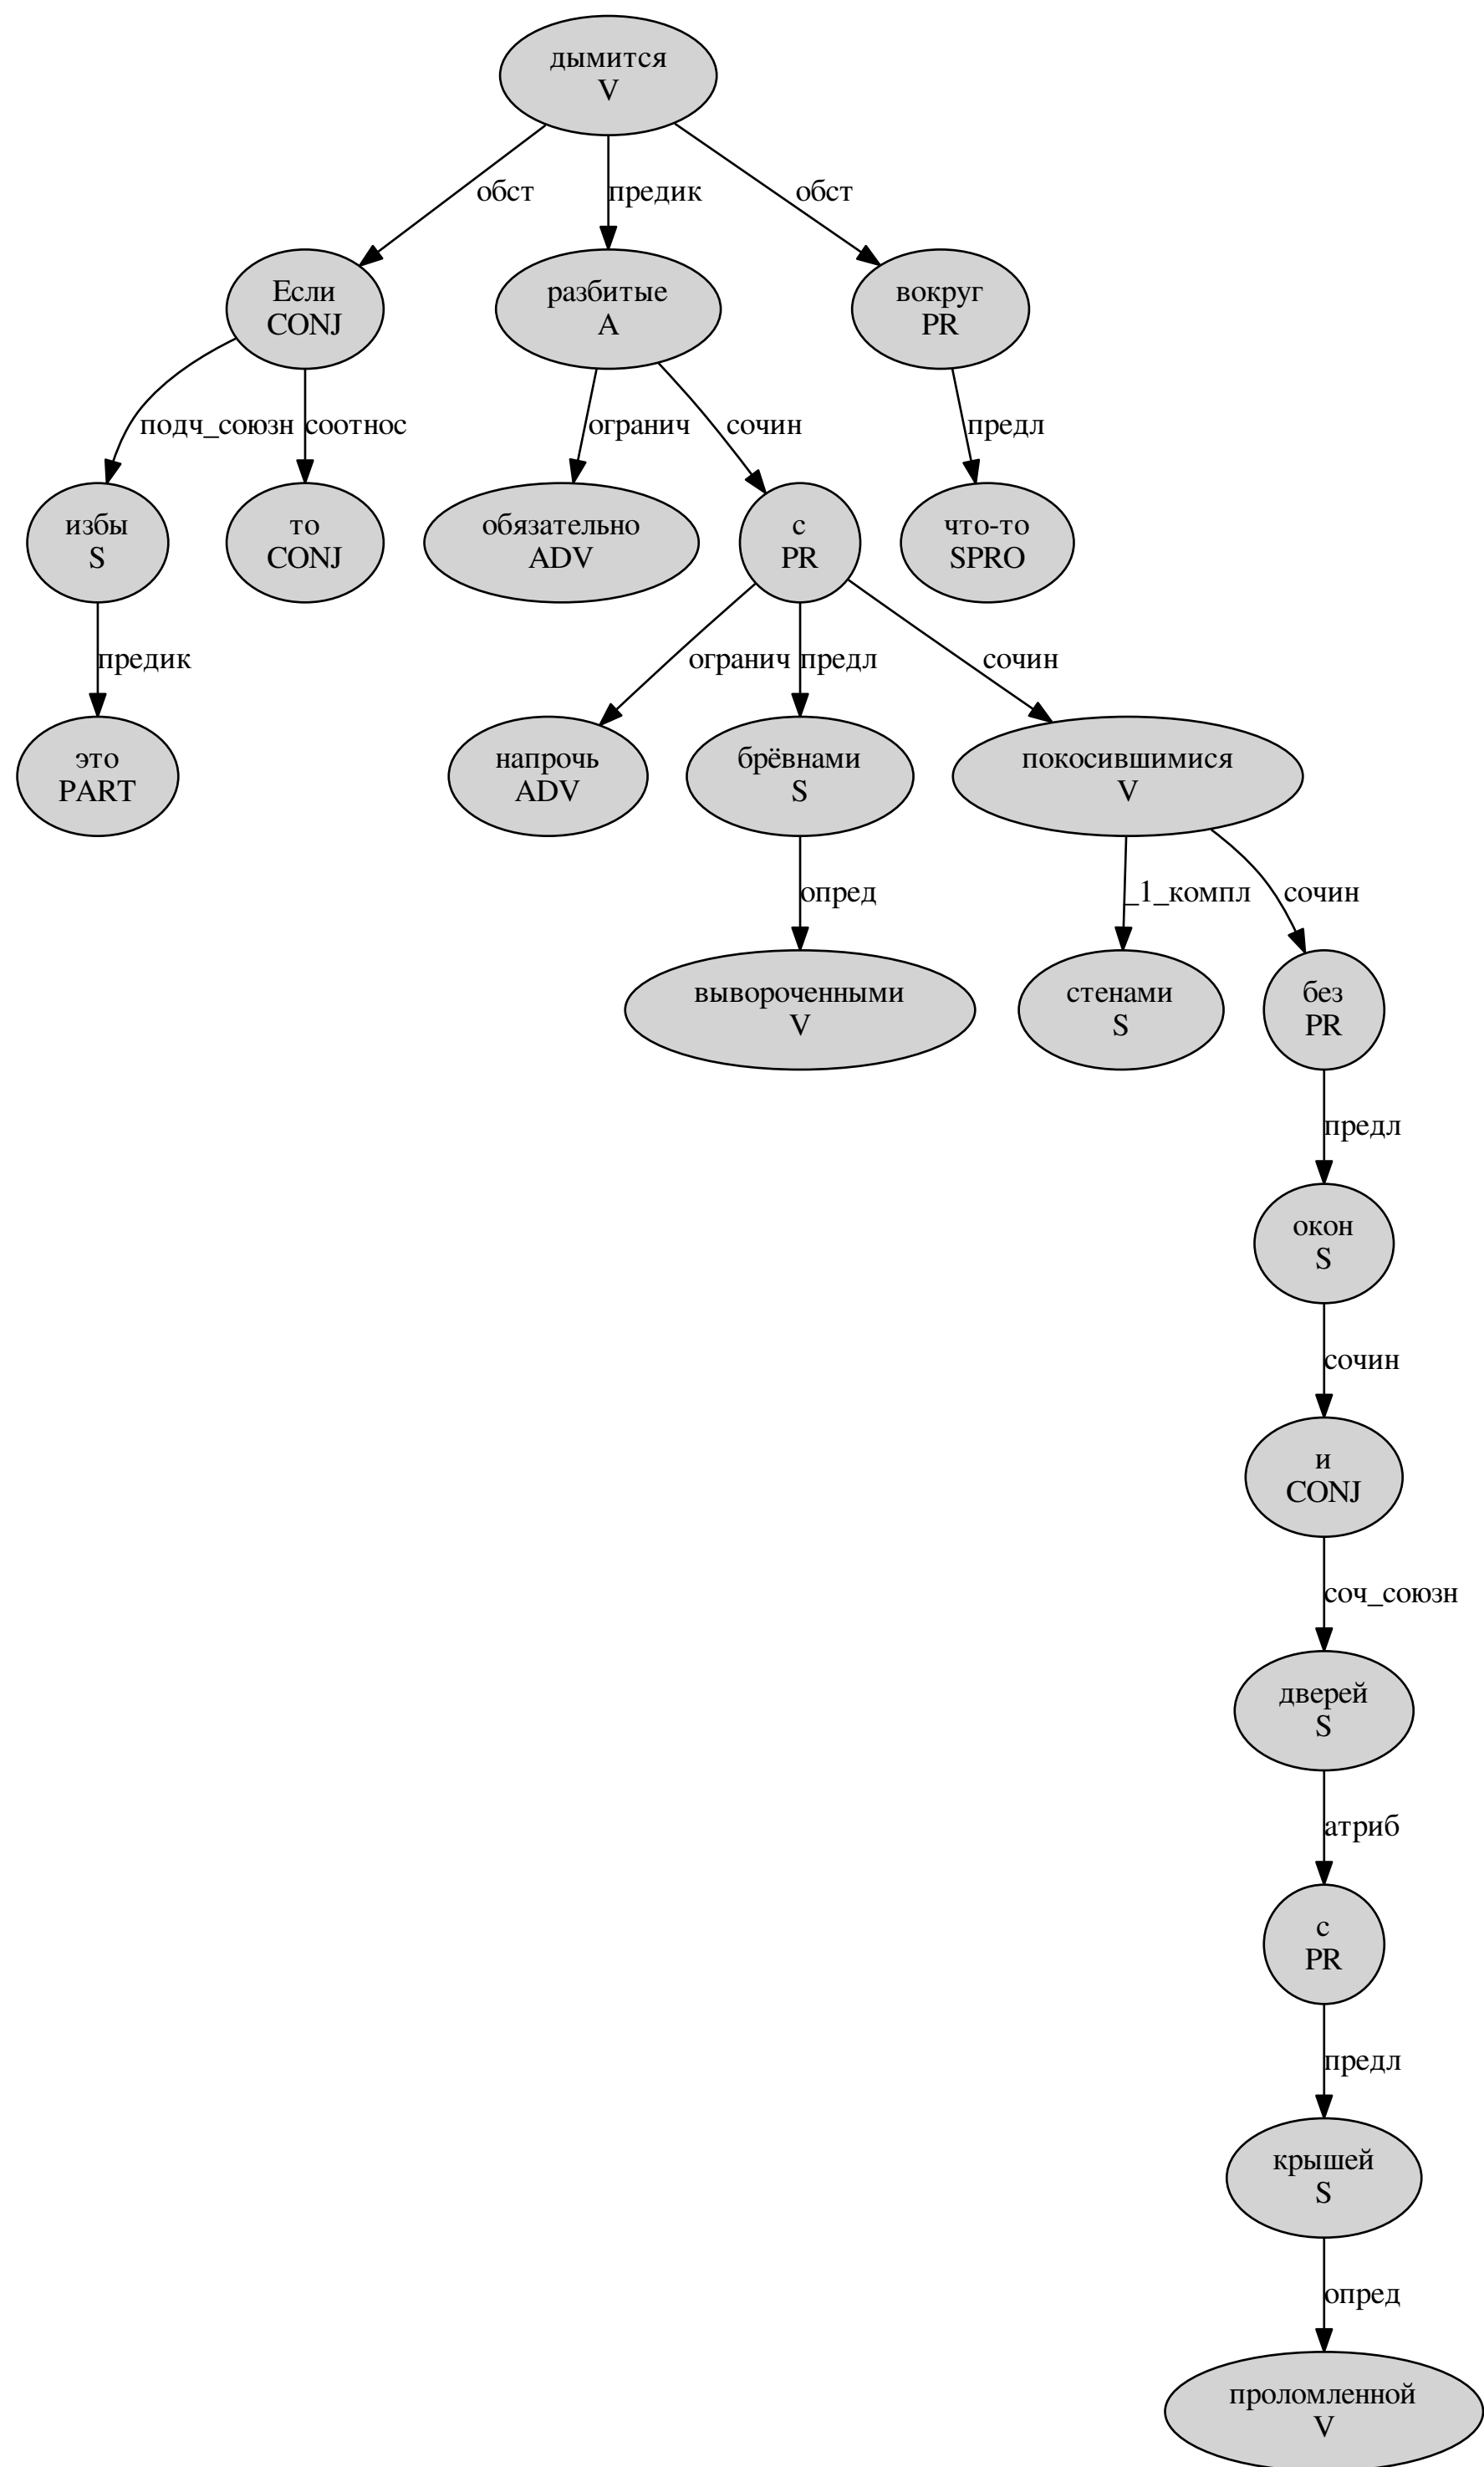 дымится
V
обст
предик
обст
Если
CONJ
разбитые
A
вокруг
PR
подч_союзн
соотнос
огранич
сочин
предл
избы
S
то
CONJ
обязательно
ADV
с
PR
что-то
SPRO
предик
огранич
предл
сочин
это
PART
напрочь
ADV
брёвнами
S
покосившимися
V
опред
_1_компл
сочин
вывороченными
V
стенами
S
без
PR
предл
окон
S
сочин
и
CONJ
соч_союзн
дверей
S
атриб
с
PR
предл
крышей
S
опред
проломленной
V